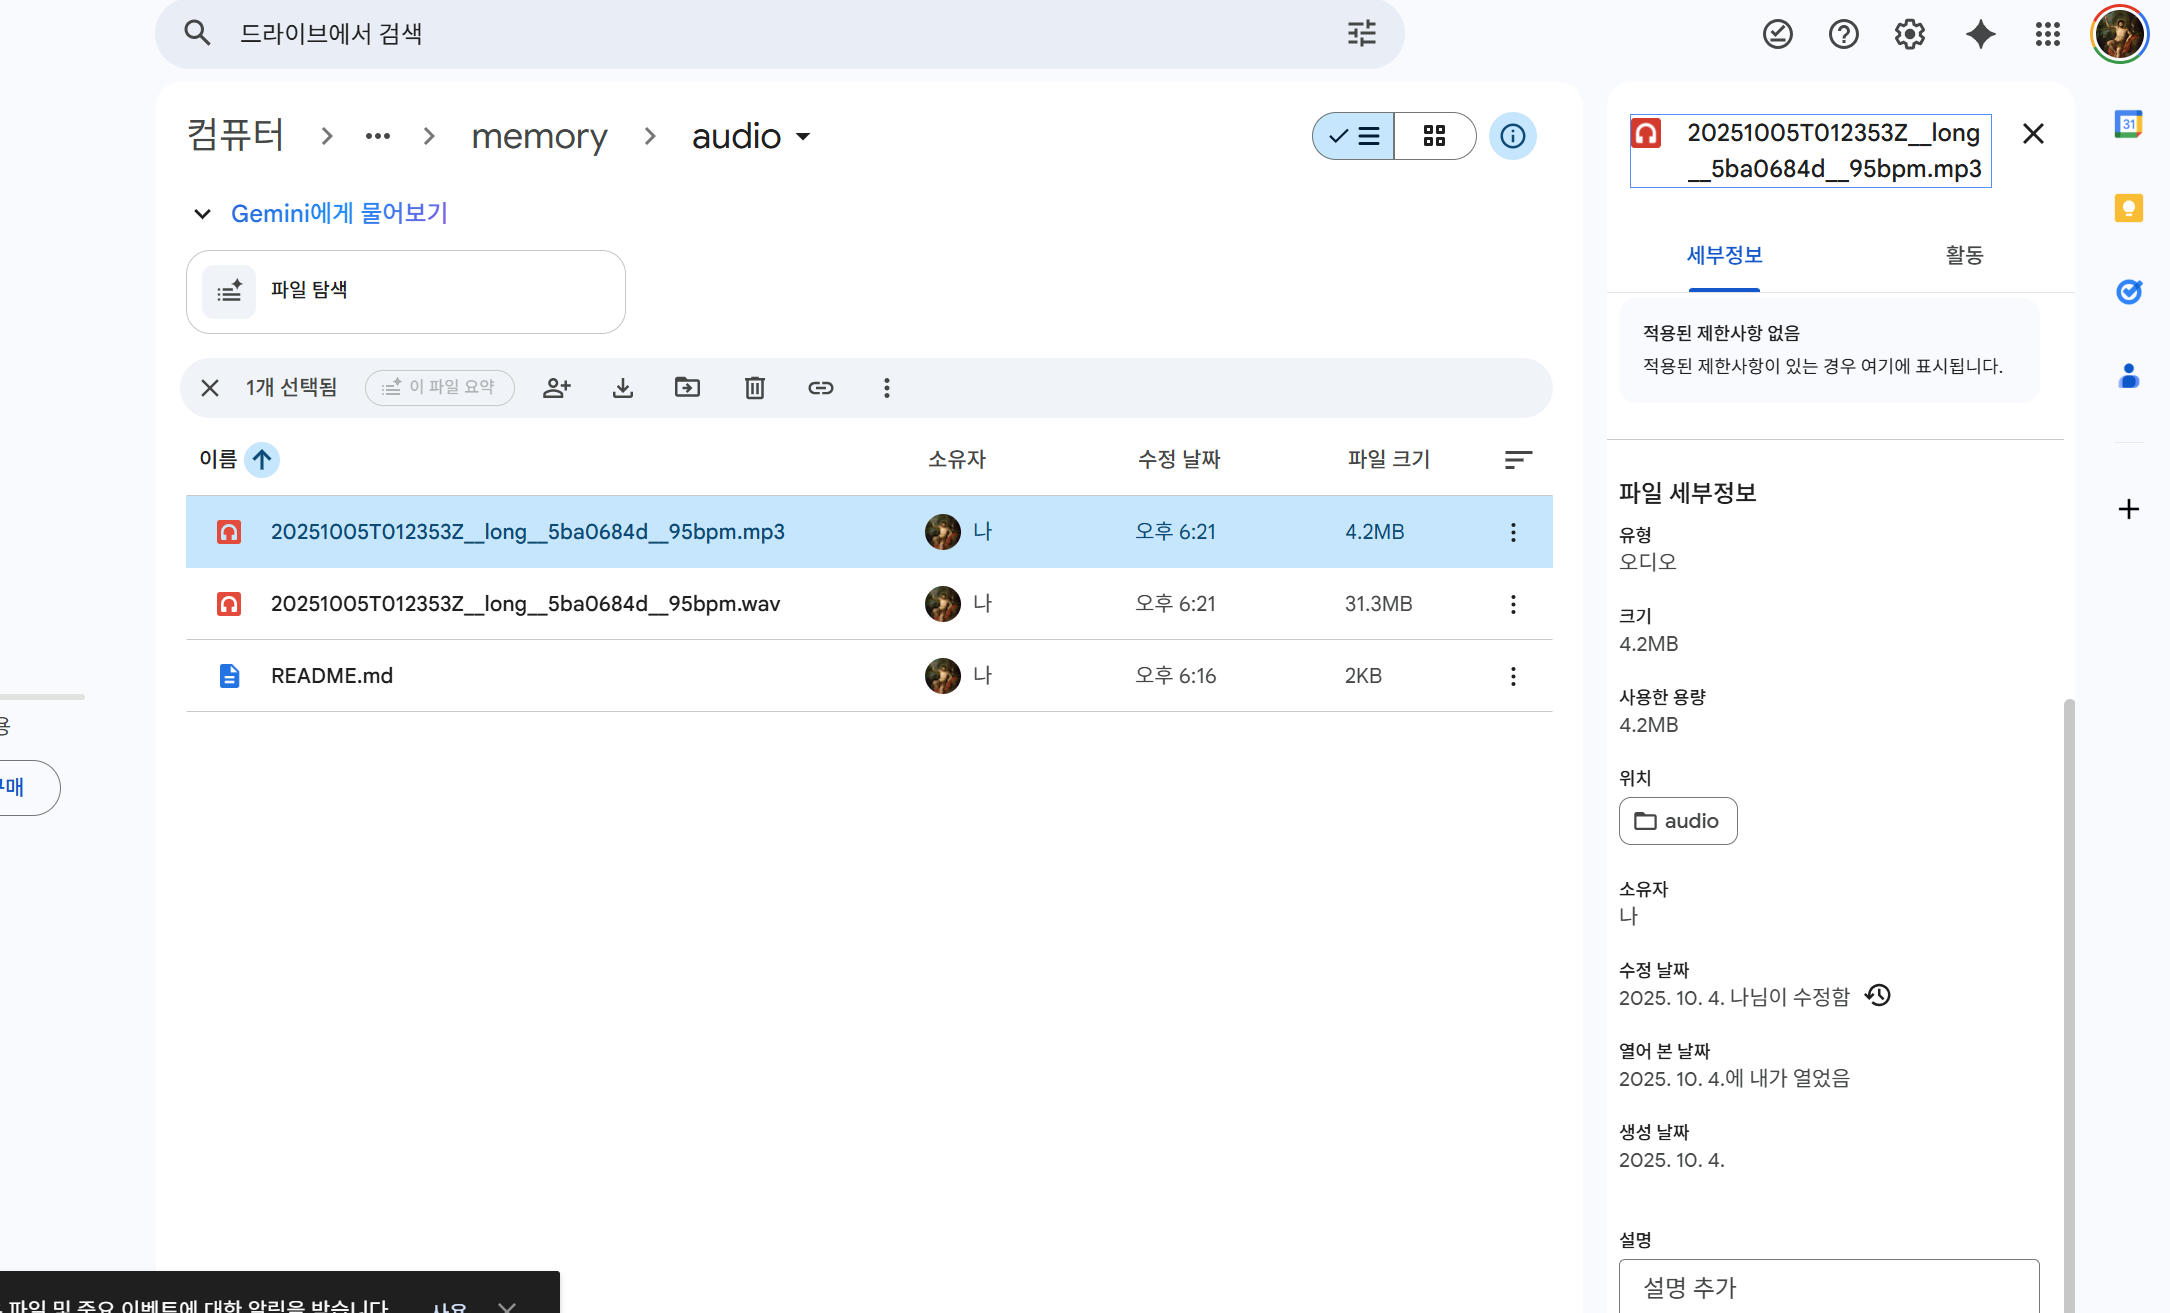 드라이브에서 검색
컴퓨터
memory
audio
Gemini에게 물어보기
파일 탐색
1개 선택됨
이 파일 요약
이름
소유자
수정 날짜
파일 크기
20251005T012353Z__long__5ba0684d__95bpm.mp3
나
오후 6:21
4.2MB
20251005T012353Z__long__5ba0684d__95bpm.wav
나
오후 6:21
31.3MB
README.md
나
오후 6:16
2KB
용
구매
파일 및 중요 이벤트에 대한 알림을 받습니다
사용
20251005T012353Z__long
__5ba0684d__95bpm.mp3
세부정보
활동
적용된 제한사항 없음
적용된 제한사항이 있는 경우 여기에 표시됩니다.
파일 세부정보
유형
오디오
크기
4.2MB
사용한 용량
4.2MB
위치
audio
소유자
나
수정 날짜
2025. 10. 4. 나님이 수정함
열어 본 날짜
2025. 10. 4.에 내가 열었음
생성 날짜
2025. 10. 4.
설명
설명 추가
31